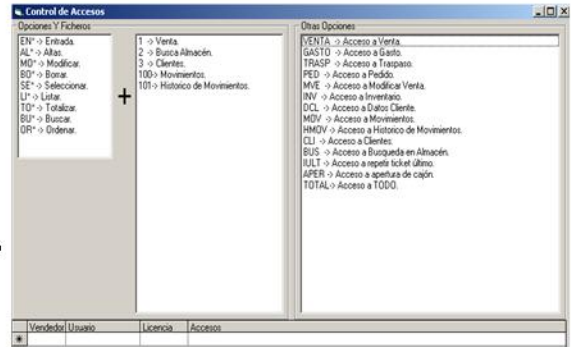 Control de Accesos
Opciones Y Ficheros
EN* -> Entrada.
AL* -> Altas.
MO* -> Modificar.
BO* -> Borrar.
SE* -> Seleccionar.
LI* -> Listar.
TO* -> Totalizar.
BU* -> Buscar.
OR* -> Ordenar.
+
1 -> Venta.
2 -> Busca Almacén.
3 -> Clientes.
100-> Movimientos.
101-> Historico de Movimientos.
Otras Opciones
VENTA -> Acceso a Venta.
GASTO -> Acceso a Gasto.
TRASP -> Acceso a Traspaso.
PED -> Acceso a Pedido.
MVE -> Acceso a Modificar Venta.
INV -> Acceso a Inventario.
DCL -> Acceso a Datos Cliente.
MOV -> Acceso a Movimientos.
HMOV -> Acceso a Historico de Movimientos.
CLI -> Acceso a Clientes.
BUS -> Acceso a Busqueda en Almacén.
IULT -> Acceso a repetir ticket último.
APER -> Acceso a apertura de cajón.
TOTAL-> Acceso a TODO.
Vendedor Usuario Licencia Accesos